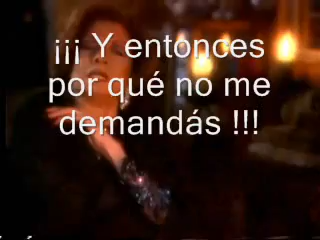 ¡¡¡ Y entonces
por qué no me
demandás !!!